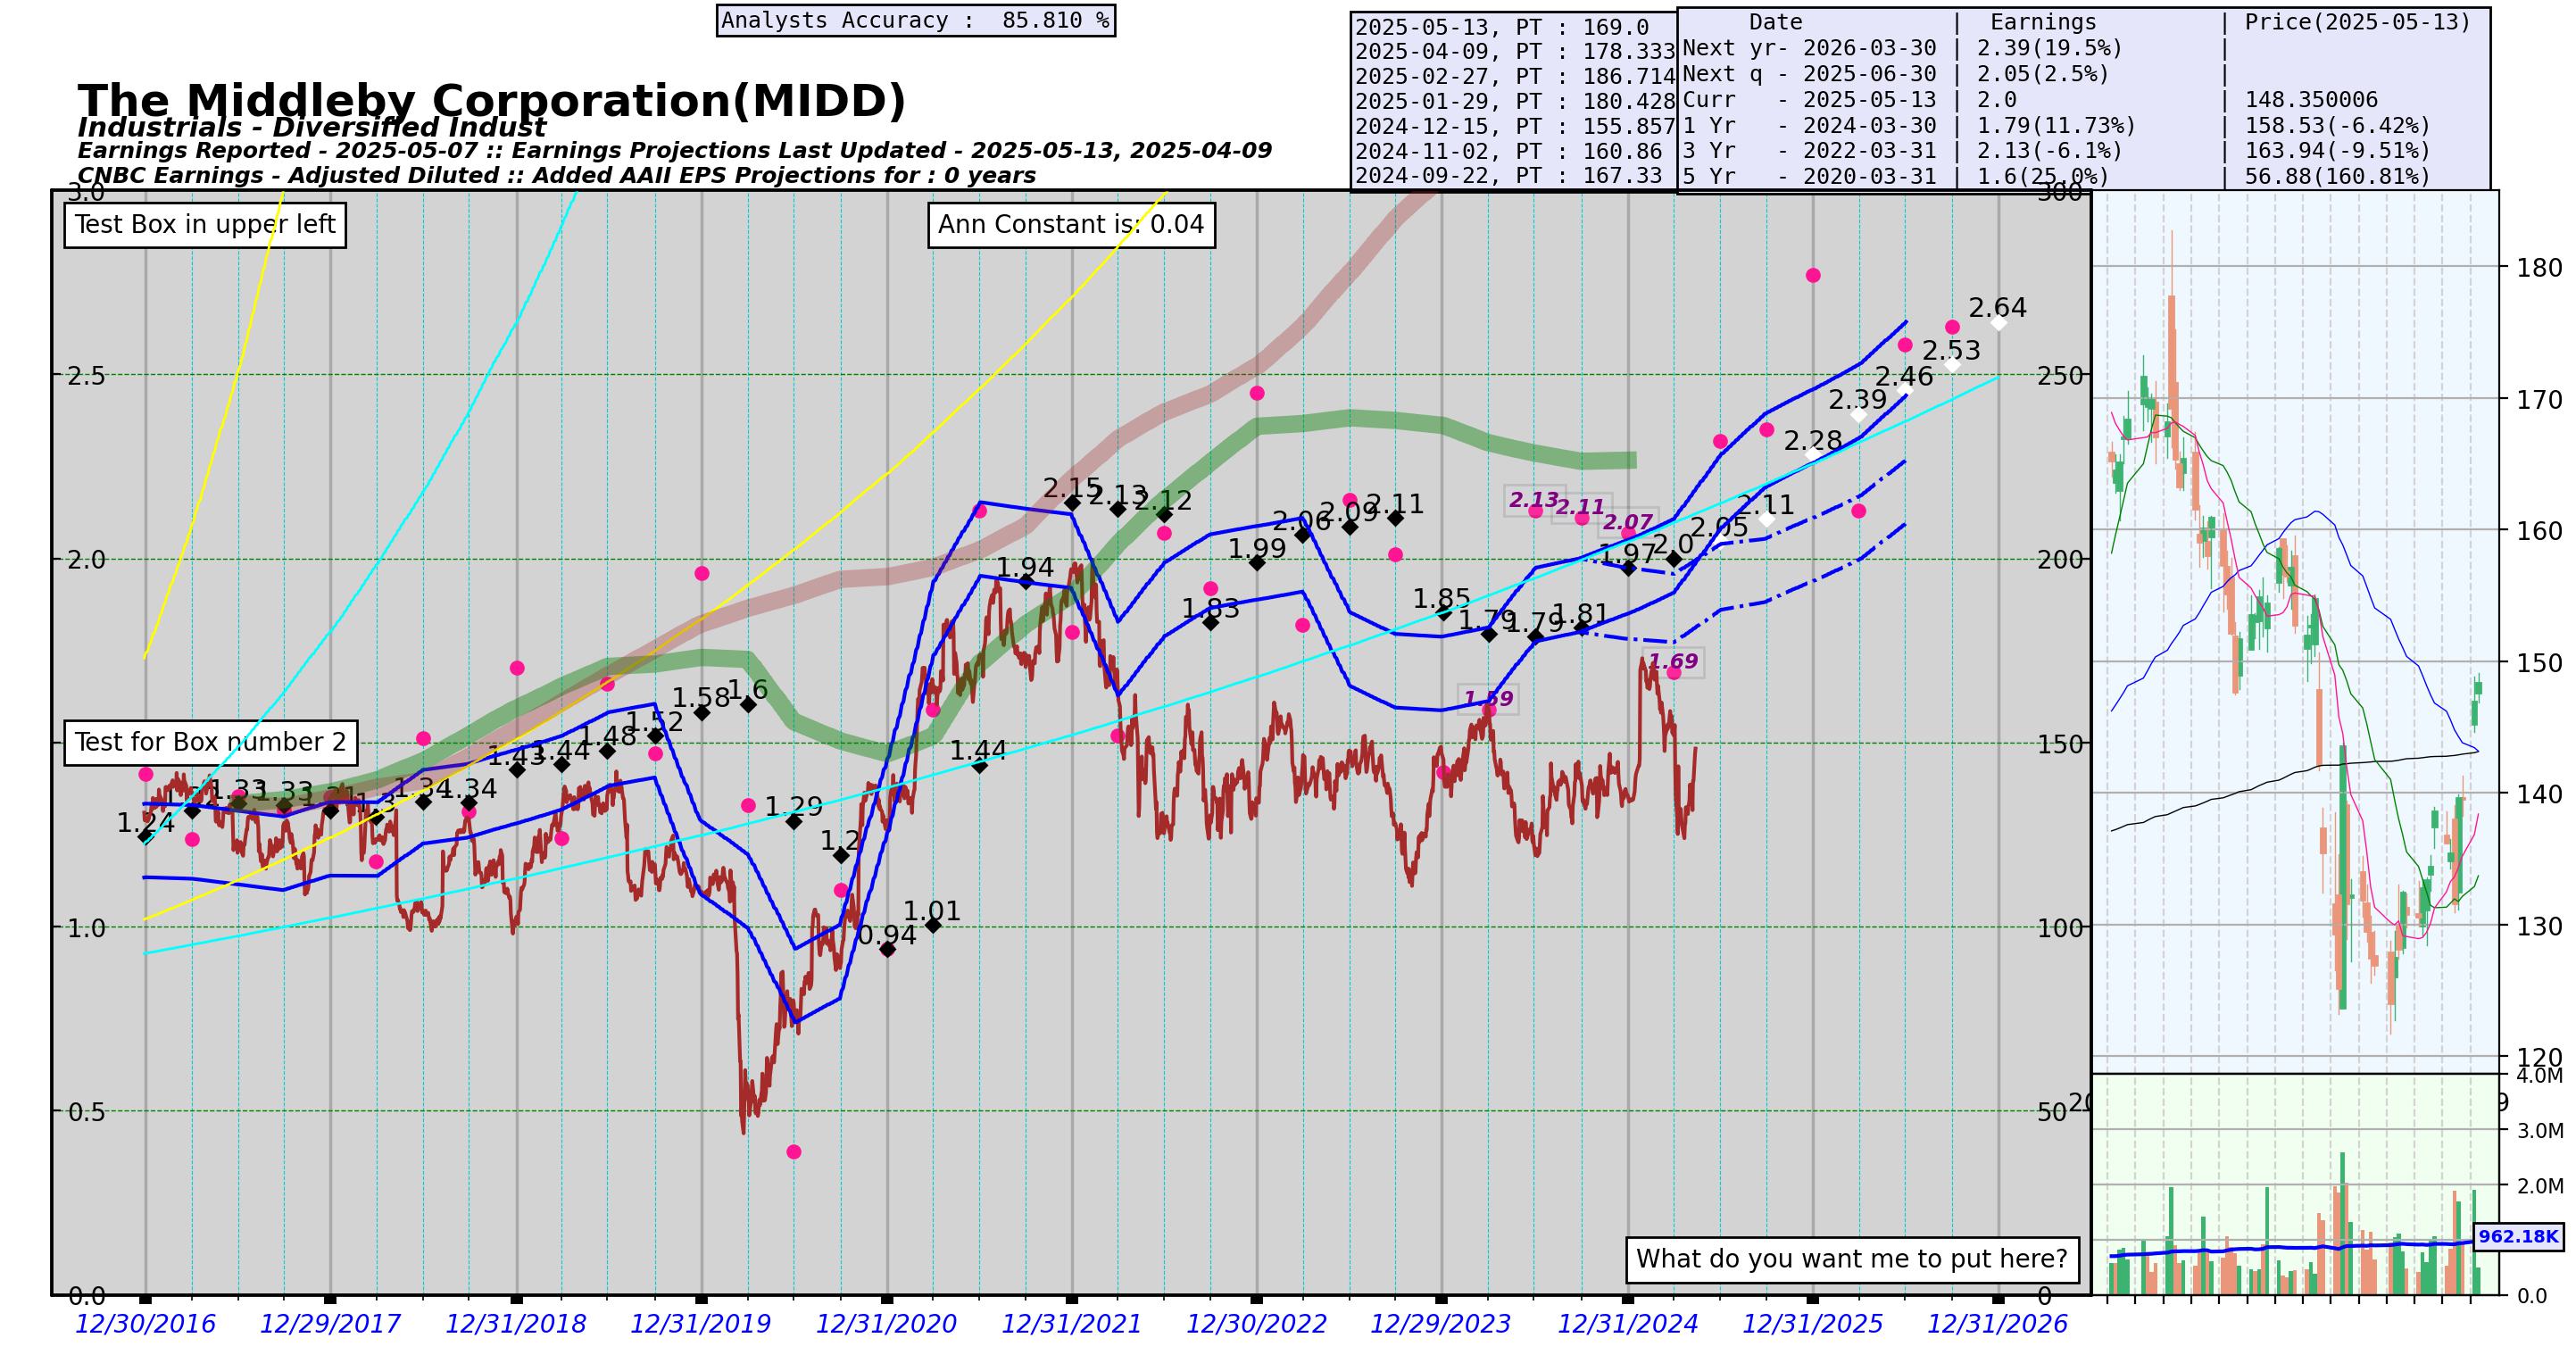 Analysts Accuracy :  85.810 %
2025-05-13, PT : 169.0
2025-04-09, PT : 178.333
2025-02-27, PT : 186.714
2025-01-29, PT : 180.428
2024-12-15, PT : 155.857
2024-11-02, PT : 160.86
2024-09-22, PT : 167.33
Date | Earnings | Price(2025-05-13)
Next yr- 2026-03-30 | 2.39(19.5%) |
Next q - 2025-06-30 | 2.05(2.5%) |
Curr - 2025-05-13 | 2.0 | 148.350006
1 Yr - 2024-03-30 | 1.79(11.73%) | 158.53(-6.42%)
3 Yr - 2022-03-31 | 2.13(-6.1%) | 163.94(-9.51%)
5 Yr - 2020-03-31 | 1.6(25.0%) | 56.88(160.81%)
The Middleby Corporation(MIDD)
Industrials - Diversified Indust
Earnings Reported - 2025-05-07 :: Earnings Projections Last Updated - 2025-05-13, 2025-04-09
CNBC Earnings - Adjusted Diluted :: Added AAII EPS Projections for : 0 years
3.0
300
Test Box in upper left
Ann Constant is: 0.04
180
2.64
2.53
2.5
250
2.46
2.39
170
2.28
2.15
2.13
2.12
2.06
2.09
2.11
2.13
2.11
2.07
2.11
2.05
160
2.0
1.94
1.99
1.97
2.0
200
1.85
1.83
1.79
1.79
1.81
1.69
150
1.58
1.6
1.59
1.52
1.48
1.44
1.43
1.44
Test for Box number 2
150
1.34
1.34
1.33
1.33
1.31
1.3
140
1.24
1.29
1.2
1.01
0.94
1.0
100
130
120
4.0M
0.5
50
3.0M
2.0M
962.18K
What do you want me to put here?
0.0
0
0.0
12/30/2016
12/29/2017
12/31/2018
12/31/2019
12/31/2020
12/31/2021
12/30/2022
12/29/2023
12/31/2024
12/31/2025
12/31/2026